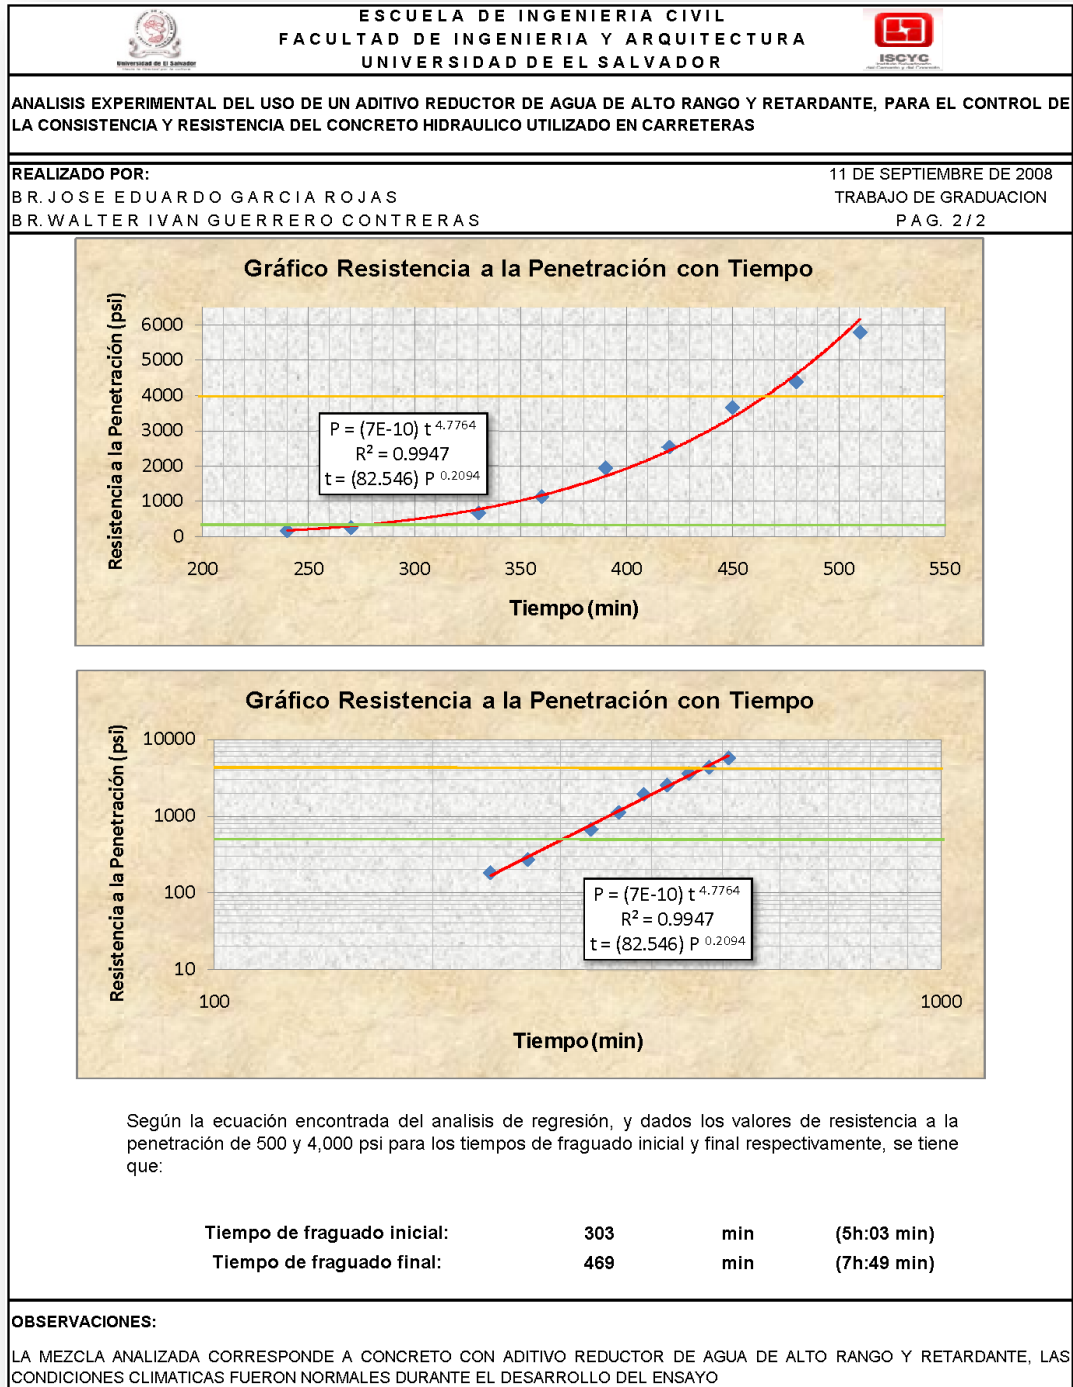 ESCUELA DE INGENIERIA CIVIL
FACULTAD DE INGENIERIA Y ARQUITECTURA
UNIVERSIDAD DE EL SALVADOR
Universidad de El Salvador
ISCYC
ANALISIS EXPERIMENTAL DEL USO DE UN ADITIVO REDUCTOR DE AGUA DE ALTO RANGO Y RETARDANTE, PARA EL CONTROL DE
LA CONSISTENCIA Y RESISTENCIA DEL CONCRETO HIDRAULICO UTILIZADO EN CARRETERAS
REALIZADO POR:
11 DE SEPTIEMBRE DE 2008
BR. JOSE EDUARDO GARCIA ROJAS
TRABAJO DE GRADUACION
BR. WALTER IVAN GUERRERO CONTRERAS
PAG. 2/2
Gráfico Resistencia a la Penetración con Tiempo
Resistencia a la Penetración (psi)
6000
5000
4000
3000
2000
1000
0
P = (7E-10) t 4.7764
R² = 0.9947
t = (82.546) P 0.2094
200 250 300 350 400 450 500 550
Tiempo (min)
Gráfico Resistencia a la Penetración con Tiempo
Resistencia a la Penetración (psi)
10000
1000
100
10
P = (7E-10) t 4.7764
R² = 0.9947
t = (82.546) P 0.2094
100 1000
Tiempo (min)
Según la ecuación encontrada del analisis de regresión, y dados los valores de resistencia a la
penetración de 500 y 4,000 psi para los tiempos de fraguado inicial y final respectivamente, se tiene
que:
Tiempo de fraguado inicial: 303 min (5h:03 min)
Tiempo de fraguado final: 469 min (7h:49 min)
OBSERVACIONES:
LA MEZCLA ANALIZADA CORRESPONDE A CONCRETO CON ADITIVO REDUCTOR DE AGUA DE ALTO RANGO Y RETARDANTE, LAS
CONDICIONES CLIMATICAS FUERON NORMALES DURANTE EL DESARROLLO DEL ENSAYO